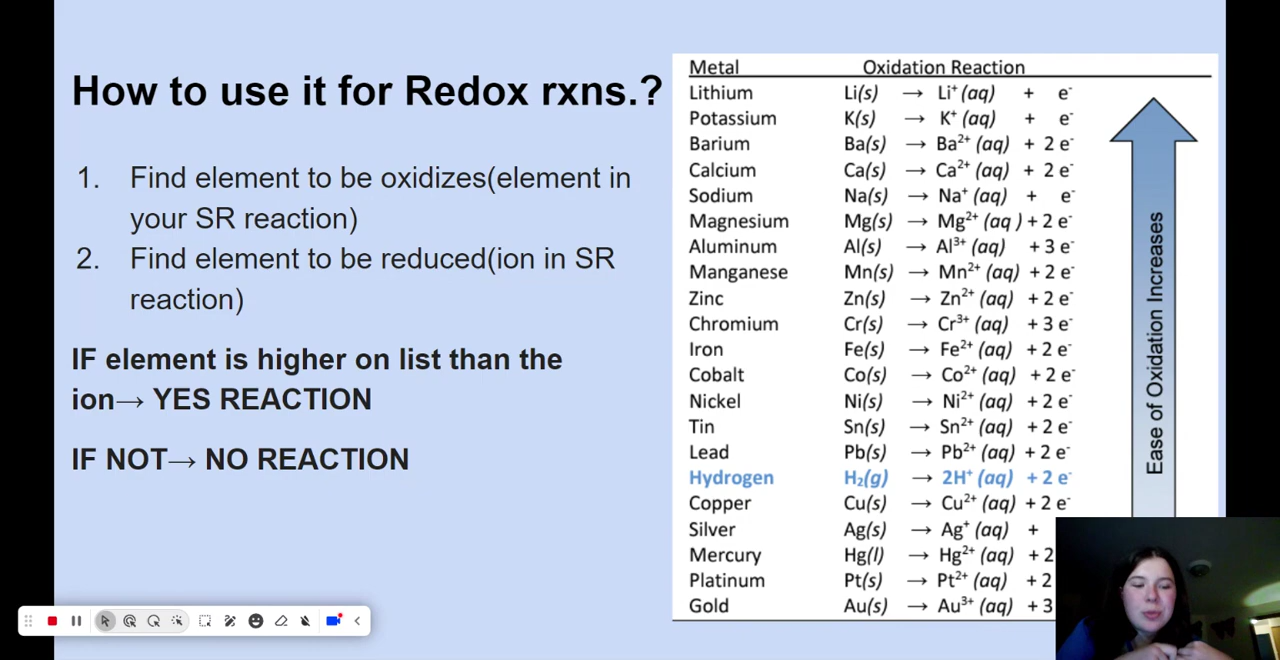 How to use it for Redox rxns.?
1. Find element to be oxidizes(element in
your SR reaction)
2. Find element to be reduced(ion in SR
reaction)
IF element is higher on list than the
ion→ YES REACTION
IF NOT→ NO REACTION
Metal Oxidation Reaction
Lithium Li(s) → Li⁺ (aq) + e⁻
Potassium K(s) → K⁺ (aq) + e⁻
Barium Ba(s) → Ba²⁺ (aq) + 2 e⁻
Calcium Ca(s) → Ca²⁺ (aq) + 2 e⁻
Sodium Na(s) → Na⁺ (aq) + e⁻
Magnesium Mg(s) → Mg²⁺ (aq ) + 2 e⁻
Aluminum Al(s) → Al³⁺ (aq) + 3 e⁻
Manganese Mn(s) → Mn²⁺ (aq) + 2 e⁻
Zinc Zn(s) → Zn²⁺ (aq) + 2 e⁻
Chromium Cr(s) → Cr³⁺ (aq) + 3 e⁻
Iron Fe(s) → Fe²⁺ (aq) + 2 e⁻
Cobalt Co(s) → Co²⁺ (aq) + 2 e⁻
Nickel Ni(s) → Ni²⁺ (aq) + 2 e⁻
Tin Sn(s) → Sn²⁺ (aq) + 2 e⁻
Lead Pb(s) → Pb²⁺ (aq) + 2 e⁻
Hydrogen H₂(g) → 2H⁺ (aq) + 2 e⁻
Copper Cu(s) → Cu²⁺ (aq) + 2 e⁻
Silver Ag(s) → Ag⁺ (aq) +
Mercury Hg(l) → Hg²⁺ (aq) + 2
Platinum Pt(s) → Pt²⁺ (aq) + 2
Gold Au(s) → Au³⁺ (aq) + 3
Ease of Oxidation Increases